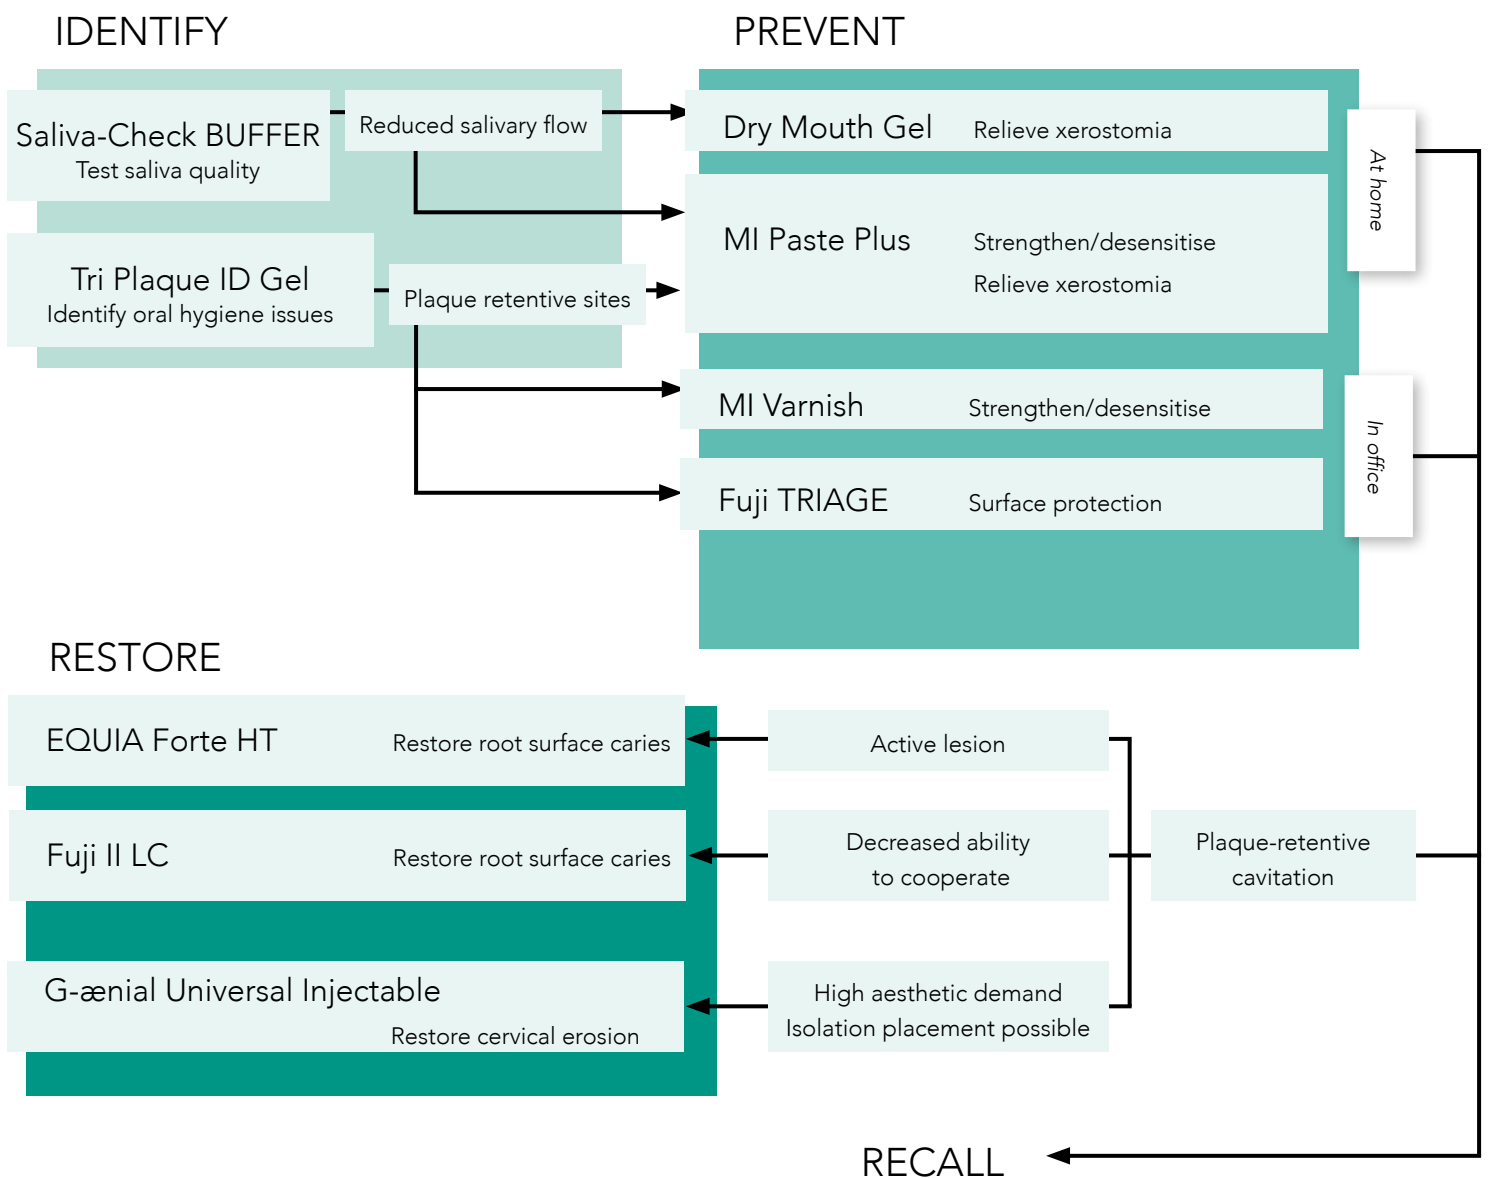 IDENTIFY
PREVENT
Saliva-Check BUFFER
Test saliva quality
Reduced salivary flow
Dry Mouth Gel
Relieve xerostomia
At home
MI Paste Plus
Strengthen/desensitise
Relieve xerostomia
Tri Plaque ID Gel
Identify oral hygiene issues
Plaque retentive sites
MI Varnish
Strengthen/desensitise
In office
Fuji TRIAGE
Surface protection
RESTORE
EQUIA Forte HT
Restore root surface caries
Active lesion
Fuji II LC
Restore root surface caries
Decreased ability
to cooperate
Plaque-retentive
cavitation
G-ænial Universal Injectable
Restore cervical erosion
High aesthetic demand
Isolation placement possible
RECALL